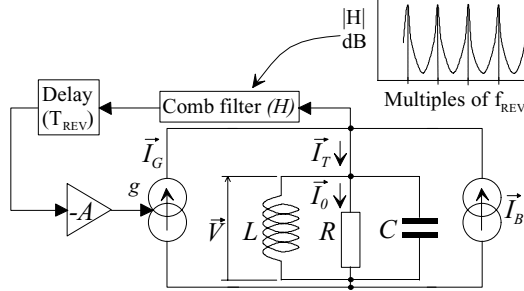 |H|
dB
Multiples of f_REV
Delay
(T_REV)
Comb filter (H)
I_G
I_T
g
-A
V
L
I_0
R
C
I_B